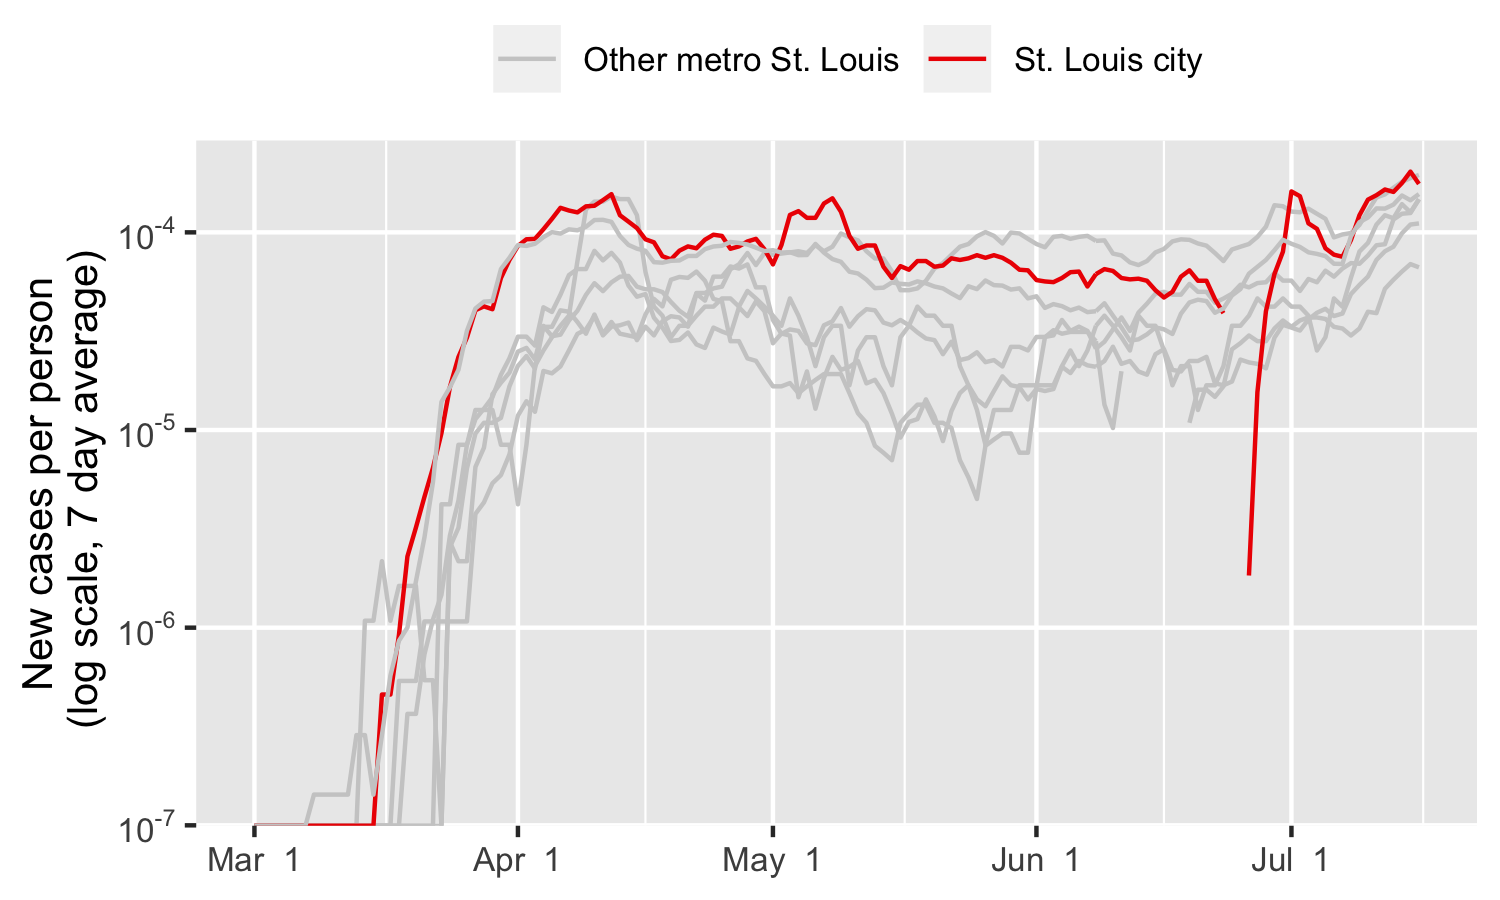 Other metro St. Louis St. Louis city
New cases per person
(log scale, 7 day average)
10-4
10-5
10-6
10-7
Mar 1 Apr 1 May 1 Jun 1 Jul 1